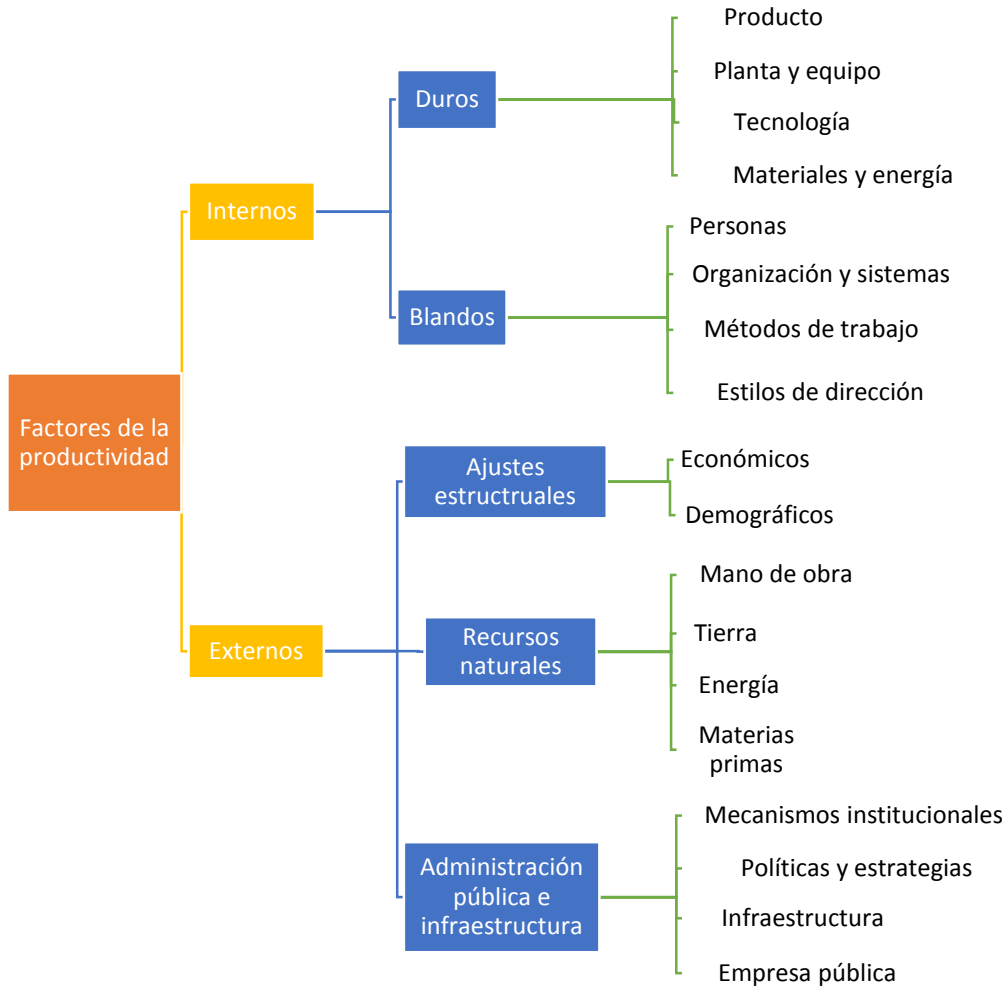 Factores de la
productividad
Internos
Duros
Producto
Planta y equipo
Tecnología
Materiales y energía
Blandos
Personas
Organización y sistemas
Métodos de trabajo
Estilos de dirección
Externos
Ajustes
estructruales
Económicos
Demográficos
Recursos
naturales
Mano de obra
Tierra
Energía
Materias
primas
Administración
pública e
infraestructura
Mecanismos institucionales
Políticas y estrategias
Infraestructura
Empresa pública